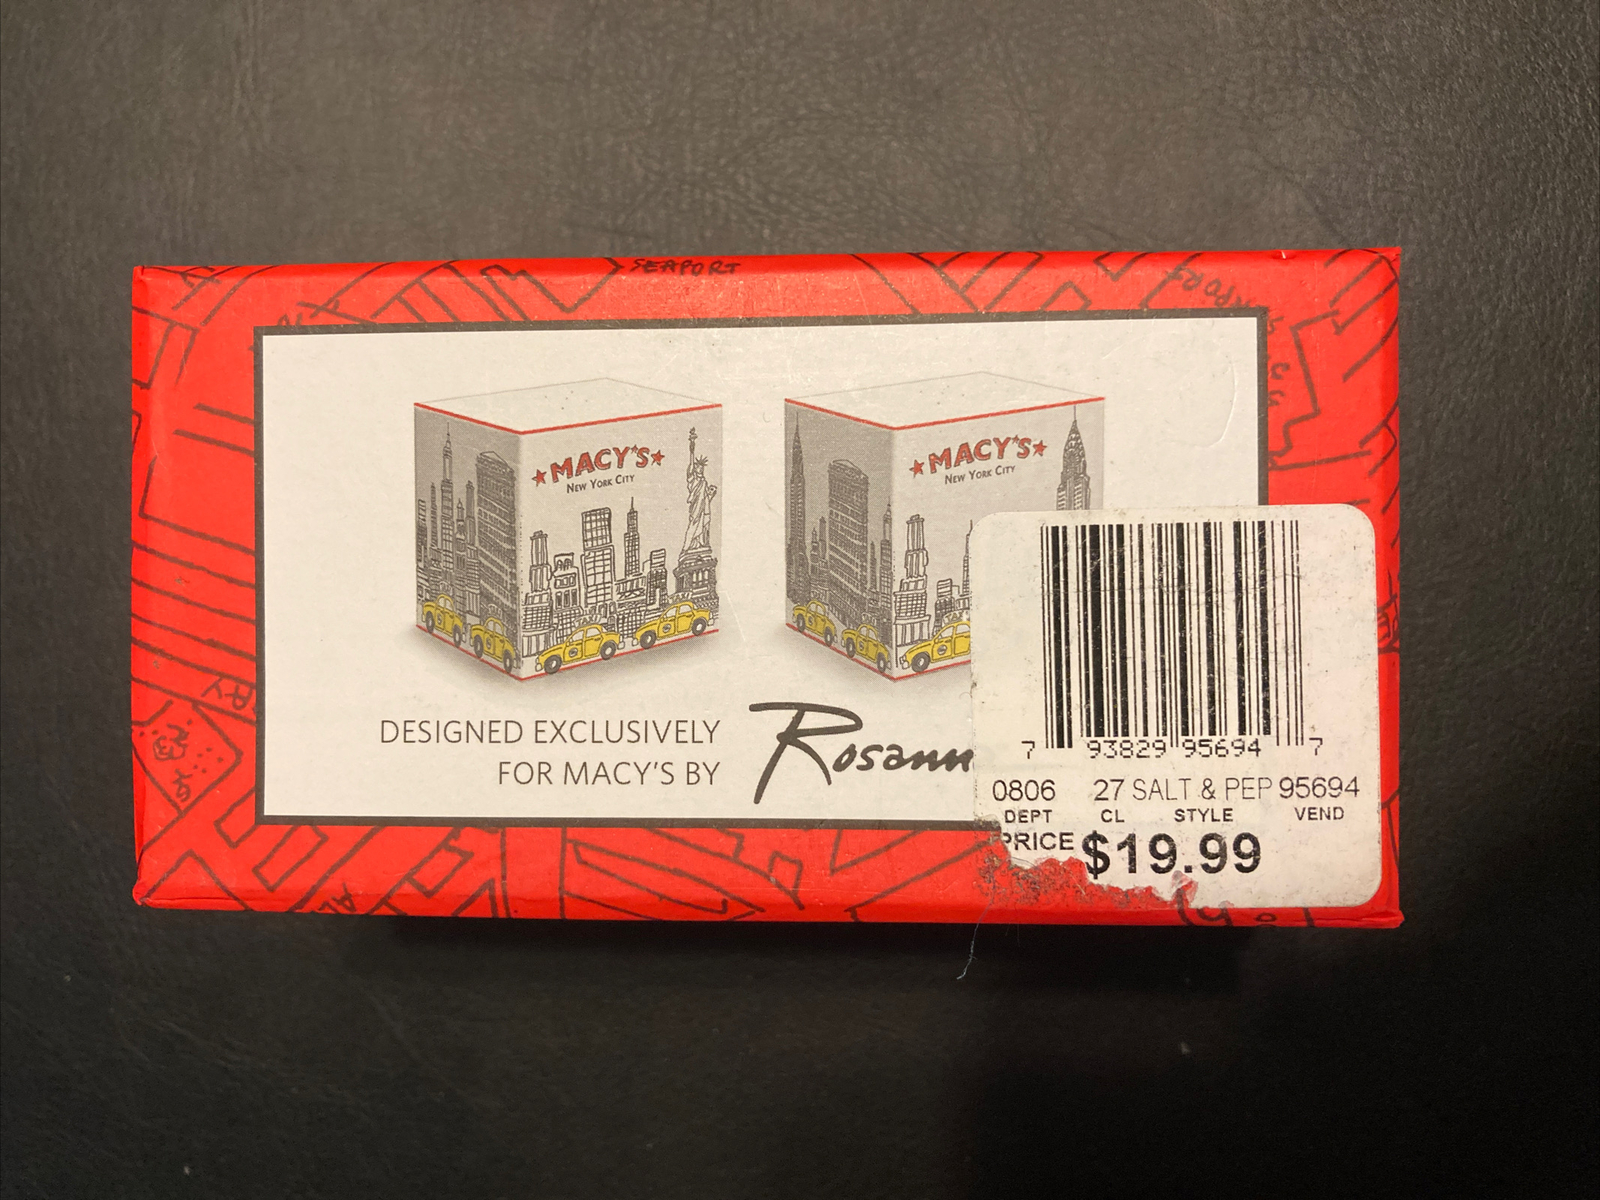 SEAPORT
★MACY'S★
NEW YORK CITY
★MACY'S★
NEW YORK CITY
DESIGNED EXCLUSIVELY
FOR MACY'S BY
Rosann
7 93829 95694 7
0806 27 SALT & PEP 95694
DEPT CL STYLE VEND
PRICE $19.99